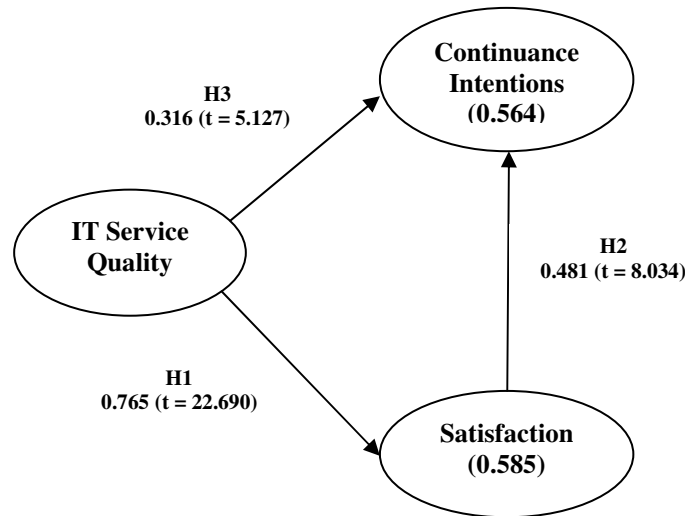 Continuance
Intentions
(0.564)
H3
0.316 (t = 5.127)
IT Service
Quality
H2
0.481 (t = 8.034)
H1
0.765 (t = 22.690)
Satisfaction
(0.585)